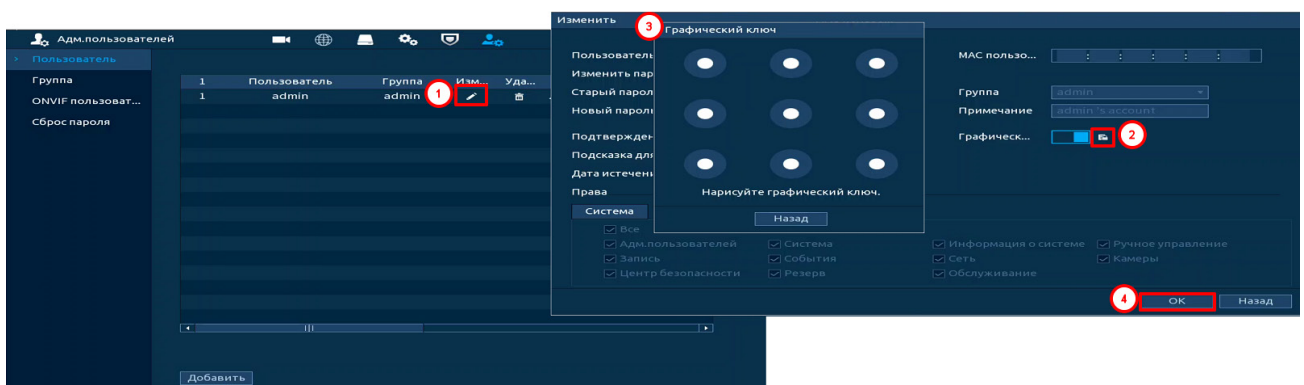 Адм.пользователей
Пользователь
Группа
ONVIF пользоват...
Сброс пароля
1 Пользователь Группа Изм... Уда...
1 admin admin
1
Добавить
Изменить
3
Графический ключ
Пользователь
Изменить пар
Старый парол
Новый пароль
Подтвержден
Подсказка для
Дата истечени
Права
Нарисуйте графический ключ.
Назад
MAC пользо... : : : : :
Группа admin
Примечание admin 's account
Графическ...
2
Система
Все
Адм.пользователей Система Информация о системе Ручное управление
Запись События Сеть Камеры
Центр безопасности Резерв Обслуживание
4
OK Назад